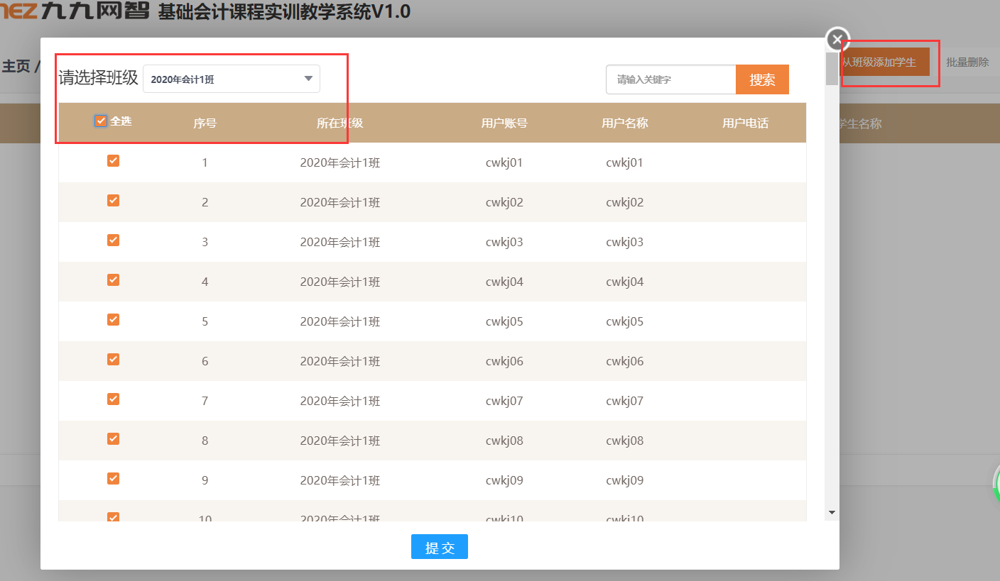 nez九九网智 基础会计课程实训教学系统V1.0
主页 /
从班级添加学生 批量删除
请选择班级 2020年会计1班 请输入关键字 搜索
全选 序号 所在班级 用户账号 用户名称 用户电话 学生名称
1 2020年会计1班 cwkj01 cwkj01
2 2020年会计1班 cwkj02 cwkj02
3 2020年会计1班 cwkj03 cwkj03
4 2020年会计1班 cwkj04 cwkj04
5 2020年会计1班 cwkj05 cwkj05
6 2020年会计1班 cwkj06 cwkj06
7 2020年会计1班 cwkj07 cwkj07
8 2020年会计1班 cwkj08 cwkj08
9 2020年会计1班 cwkj09 cwkj09
10 2020年会计1班 cwkj10 cwkj10
提交